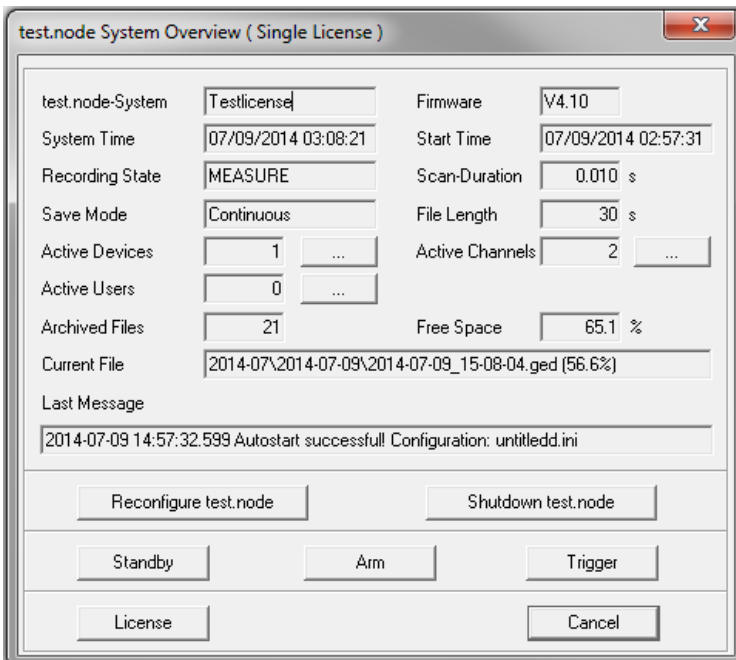 test.node System Overview ( Single License )
test.node-System Testlicense Firmware V4.10
System Time 07/09/2014 03:08:21 Start Time 07/09/2014 02:57:31
Recording State MEASURE Scan-Duration 0.010 s
Save Mode Continuous File Length 30 s
Active Devices 1 ... Active Channels 2 ...
Active Users 0 ...
Archived Files 21 Free Space 65.1 %
Current File 2014-07\2014-07-09\2014-07-09_15-08-04.ged (56.6%)
Last Message
2014-07-09 14:57:32.599 Autostart successful! Configuration: untitledd.ini
Reconfigure test.node Shutdown test.node
Standby Arm Trigger
License Cancel